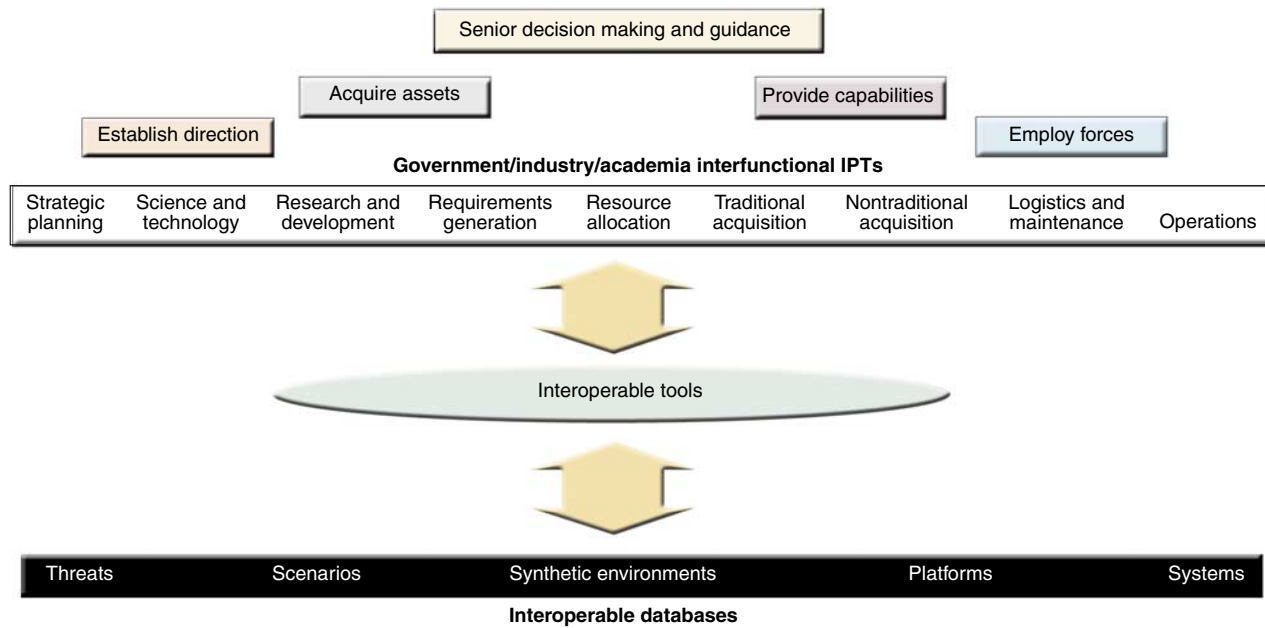 Senior decision making and guidance
Acquire assets
Provide capabilities
Establish direction
Employ forces
Government/industry/academia interfunctional IPTs
Strategic planning
Science and technology
Research and development
Requirements generation
Resource allocation
Traditional acquisition
Nontraditional acquisition
Logistics and maintenance
Operations
Interoperable tools
Threats
Scenarios
Synthetic environments
Platforms
Systems
Interoperable databases